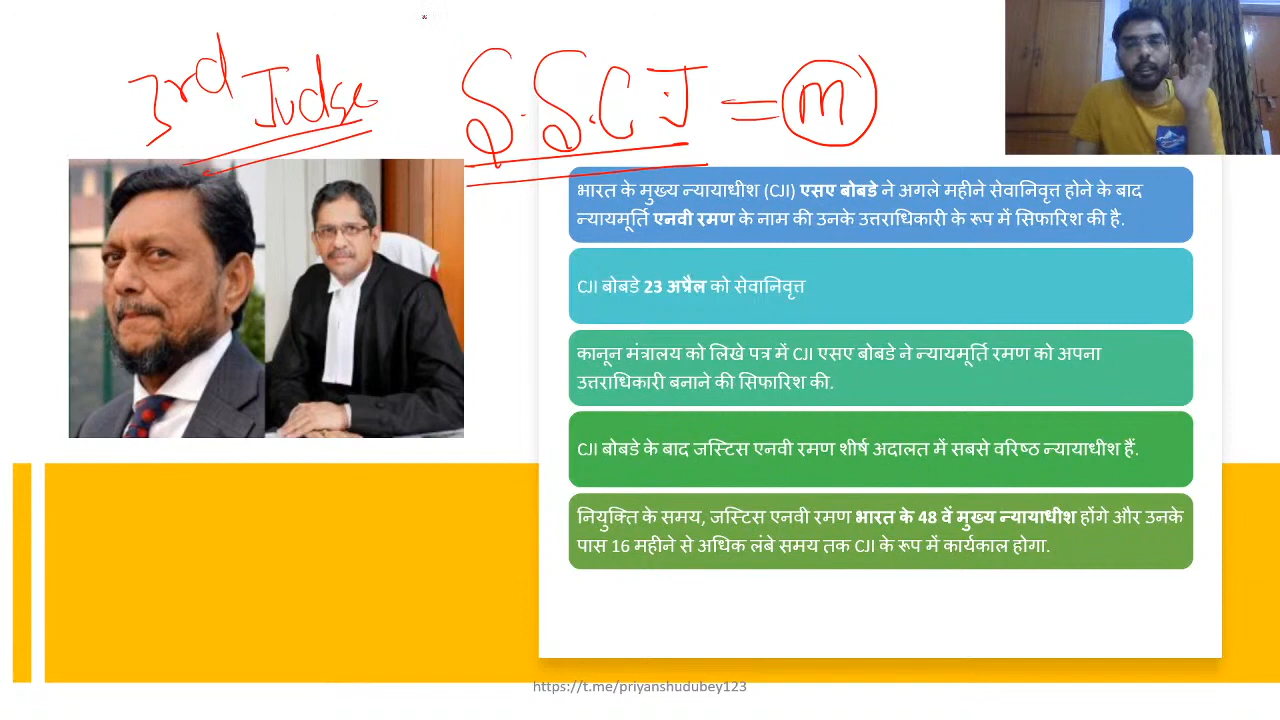 3rd Judge
S.S.C.J = m
भारत के मुख्य न्यायाधीश (CJI) एसए बोबडे ने अगले महीने सेवानिवृत्त होने के बाद
न्यायमूर्ति एनवी रमण के नाम की उनके उत्तराधिकारी के रूप में सिफारिश की है.
CJI बोबडे 23 अप्रैल को सेवानिवृत्त
कानून मंत्रालय को लिखे पत्र में CJI एसए बोबडे ने न्यायमूर्ति रमण को अपना
उत्तराधिकारी बनाने की सिफारिश की.
CJI बोबडे के बाद जस्टिस एनवी रमण शीर्ष अदालत में सबसे वरिष्ठ न्यायाधीश हैं.
नियुक्ति के समय, जस्टिस एनवी रमण भारत के 48 वें मुख्य न्यायाधीश होंगे और उनके
पास 16 महीने से अधिक लंबे समय तक CJI के रूप में कार्यकाल होगा.
https://t.me/priyanshudubey123